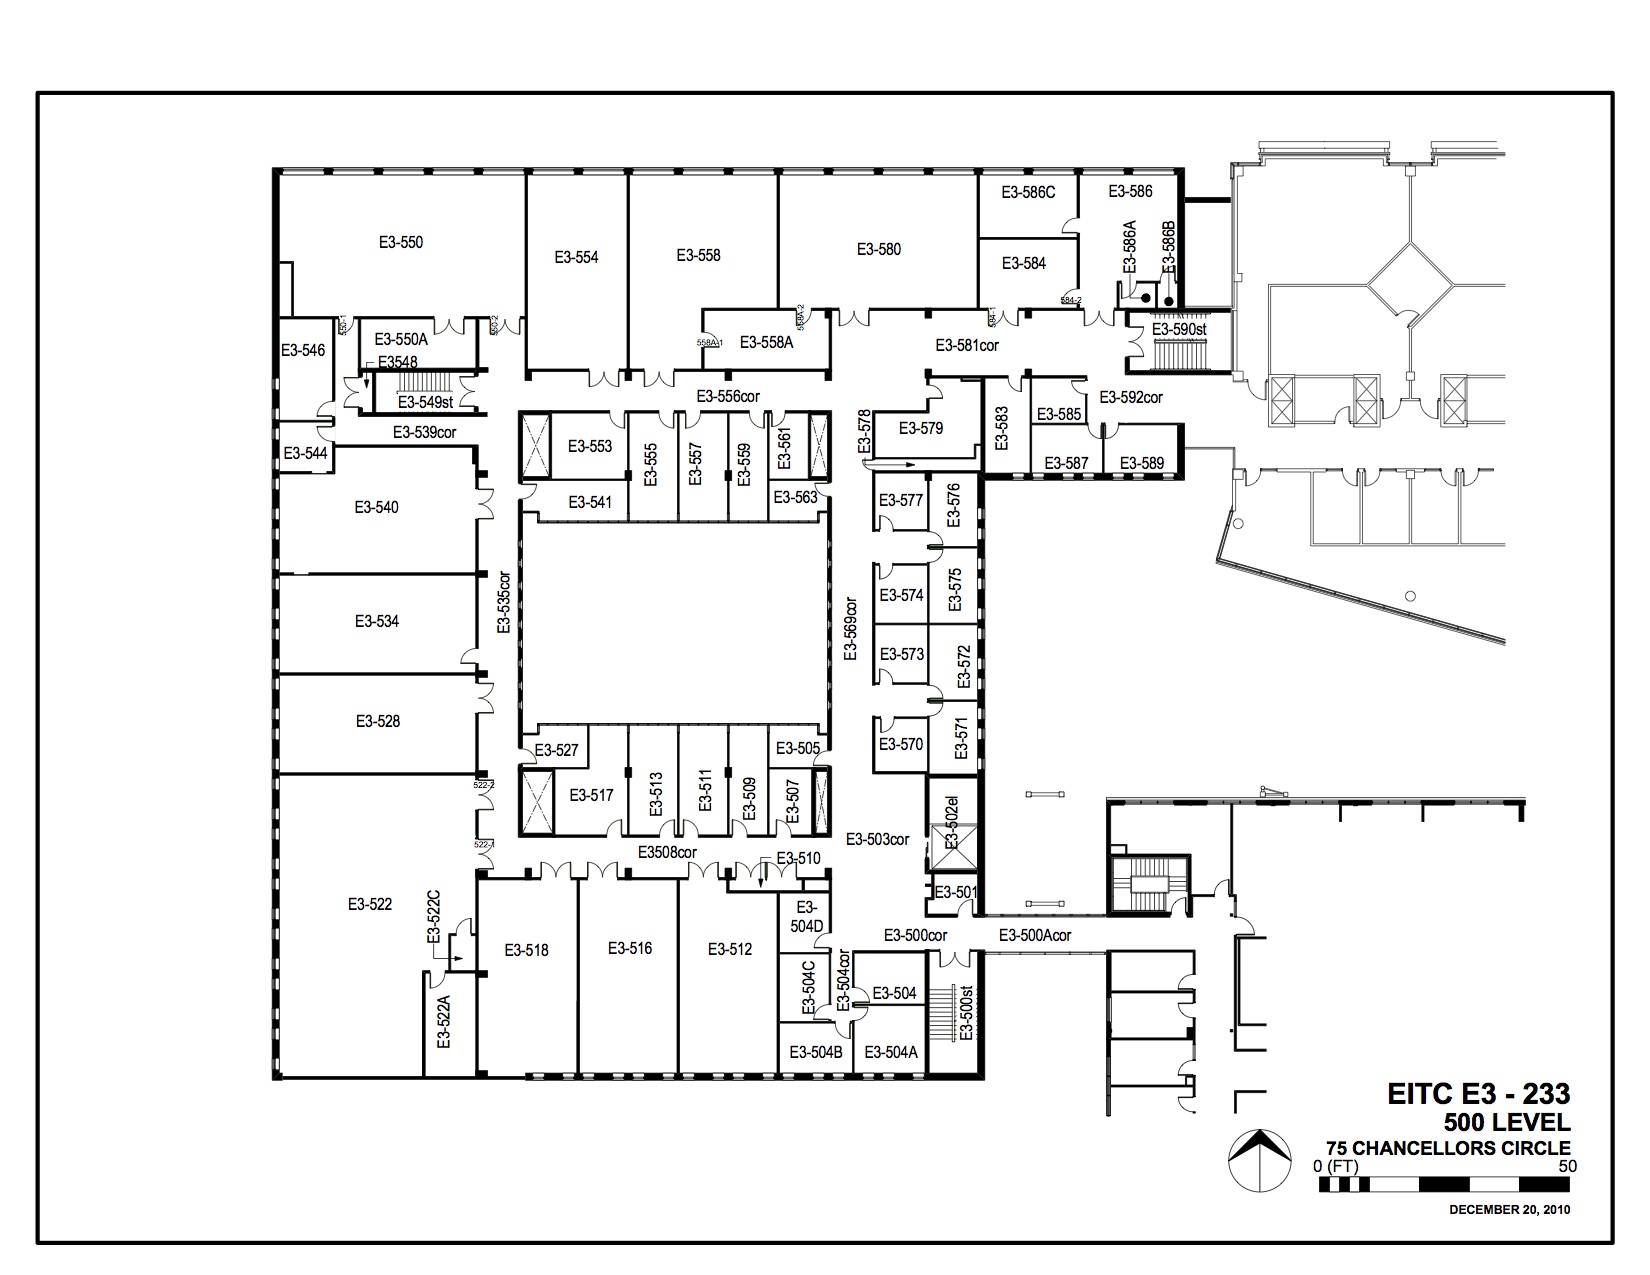 E3-586C
E3-586
E3-550
E3-554
E3-558
E3-580
E3-584
E3-586A
E3-586B
584-2
550-1
550-2
558A-2
584-1
E3-590st
E3-546
E3-550A
558A-1
E3-558A
E3-581cor
E3548
E3-549st
E3-556cor
E3-592cor
E3-539cor
E3-544
E3-553
E3-555
E3-557
E3-559
E3-561
E3-578
E3-579
E3-583
E3-585
E3-587
E3-589
E3-540
E3-541
E3-563
E3-577
E3-576
E3-535cor
E3-574
E3-575
E3-534
E3-569cor
E3-573
E3-572
E3-528
E3-527
E3-505
E3-570
E3-571
522-2
E3-517
E3-513
E3-511
E3-509
E3-507
E3-502el
522-1
E3508cor
E3-510
E3-503cor
E3-522
E3-522C
E3-501
E3-
504D
E3-518
E3-516
E3-512
E3-500cor
E3-500Acor
E3-504C
E3-504cor
E3-504
E3-500st
E3-522A
E3-504B
E3-504A
EITC E3 - 233
500 LEVEL
75 CHANCELLORS CIRCLE
0 (FT) 50
DECEMBER 20, 2010